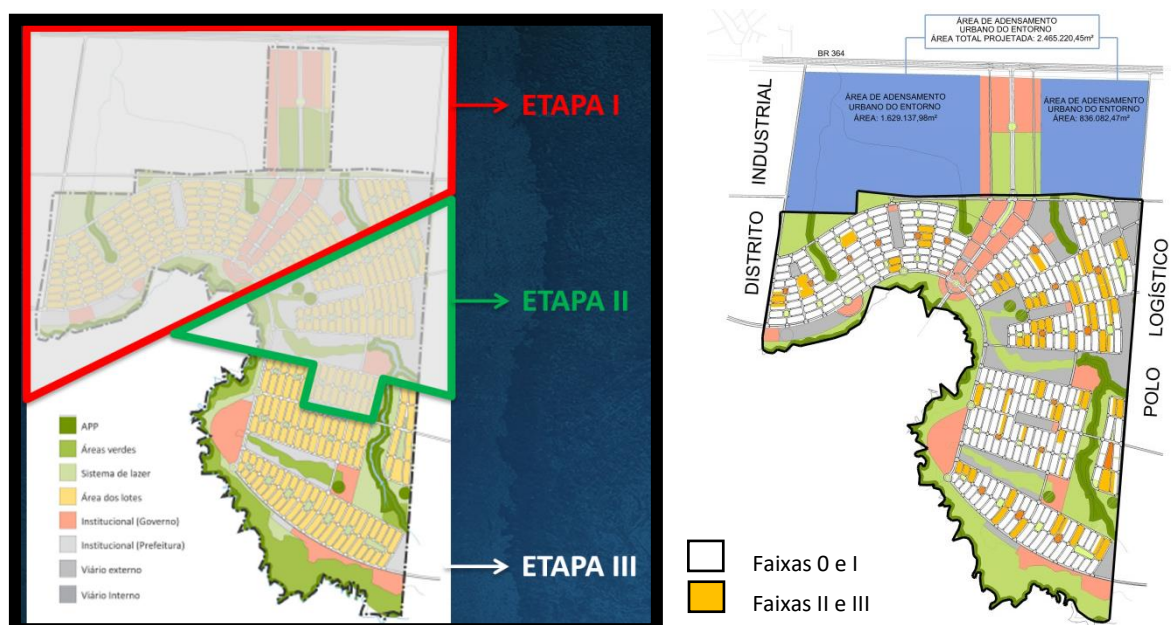 ETAPA I
ETAPA II
ETAPA III
APP
Áreas verdes
Sistema de lazer
Área dos lotes
Institucional (Governo)
Institucional (Prefeitura)
Viário externo
Viário Interno
ÁREA DE ADENSAMENTO
URBANO DO ENTORNO
ÁREA TOTAL PROJETADA: 2.465.220,45m²
BR 364
ÁREA DE ADENSAMENTO
URBANO DO ENTORNO
ÁREA: 1.629.137,98m²
ÁREA DE ADENSAMENTO
URBANO DO ENTORNO
ÁREA: 836.082,47m²
DISTRITO INDUSTRIAL
POLO LOGÍSTICO
Faixas 0 e I
Faixas II e III